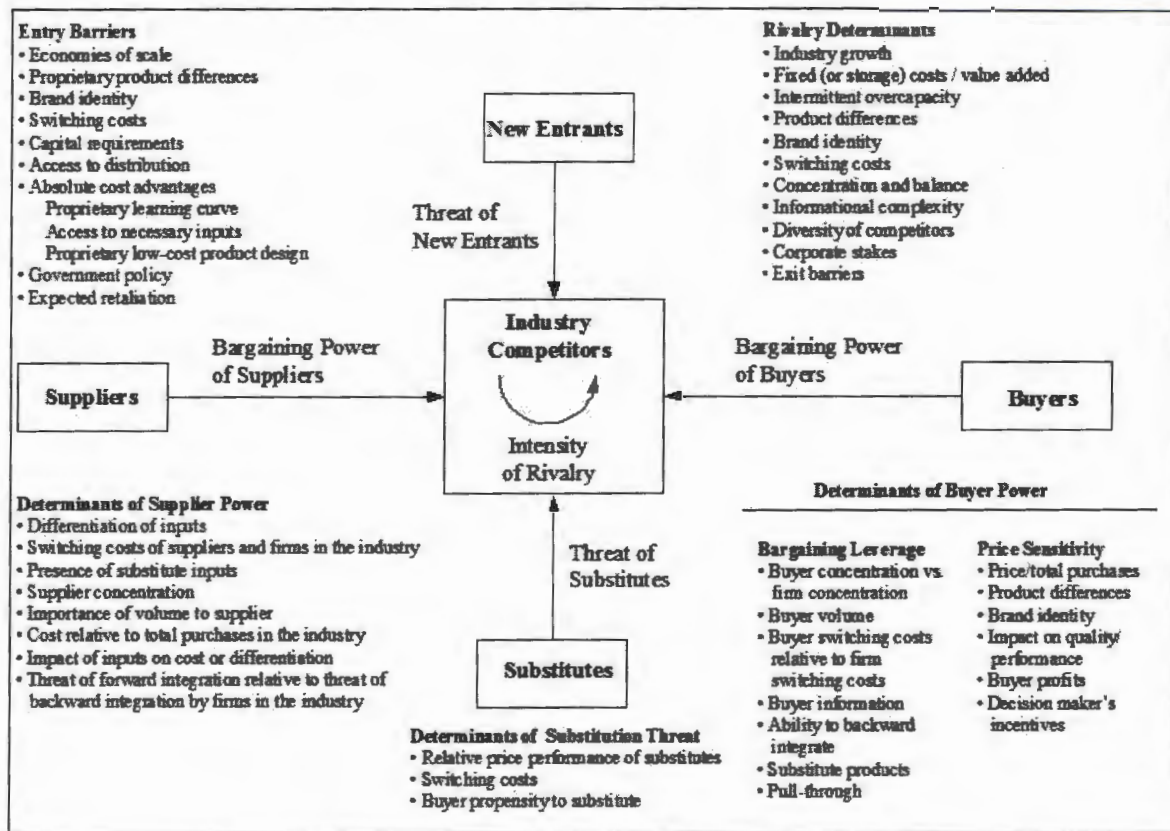 Entry Barriers
• Economies of scale
• Proprietary product differences
• Brand identity
• Switching costs
• Capital requirements
• Access to distribution
• Absolute cost advantages
Proprietary learning curve
Access to necessary inputs
Proprietary low-cost product design
• Government policy
• Expected retaliation
New Entrants
Threat of
New Entrants
Rivalry Determinants
• Industry growth
• Fixed (or storage) costs / value added
• Intermittent overcapacity
• Product differences
• Brand identity
• Switching costs
• Concentration and balance
• Informational complexity
• Diversity of competitors
• Corporate stakes
• Exit barriers
Bargaining Power
of Suppliers
Suppliers
Industry
Competitors
Intensity
of Rivalry
Bargaining Power
of Buyers
Buyers
Determinants of Supplier Power
• Differentiation of inputs
• Switching costs of suppliers and firms in the industry
• Presence of substitute inputs
• Supplier concentration
• Importance of volume to supplier
• Cost relative to total purchases in the industry
• Impact of inputs on cost or differentiation
• Threat of forward integration relative to threat of
backward integration by firms in the industry
Threat of
Substitutes
Substitutes
Determinants of Substitution Threat
• Relative price performance of substitutes
• Switching costs
• Buyer propensity to substitute
Determinants of Buyer Power
Bargaining Leverage
• Buyer concentration vs.
firm concentration
• Buyer volume
• Buyer switching costs
relative to firm
switching costs
• Buyer information
• Ability to backward
integrate
• Substitute products
• Pull-through
Price Sensitivity
• Price/total purchases
• Product differences
• Brand identity
• Impact on quality/
performance
• Buyer profits
• Decision maker's
incentives